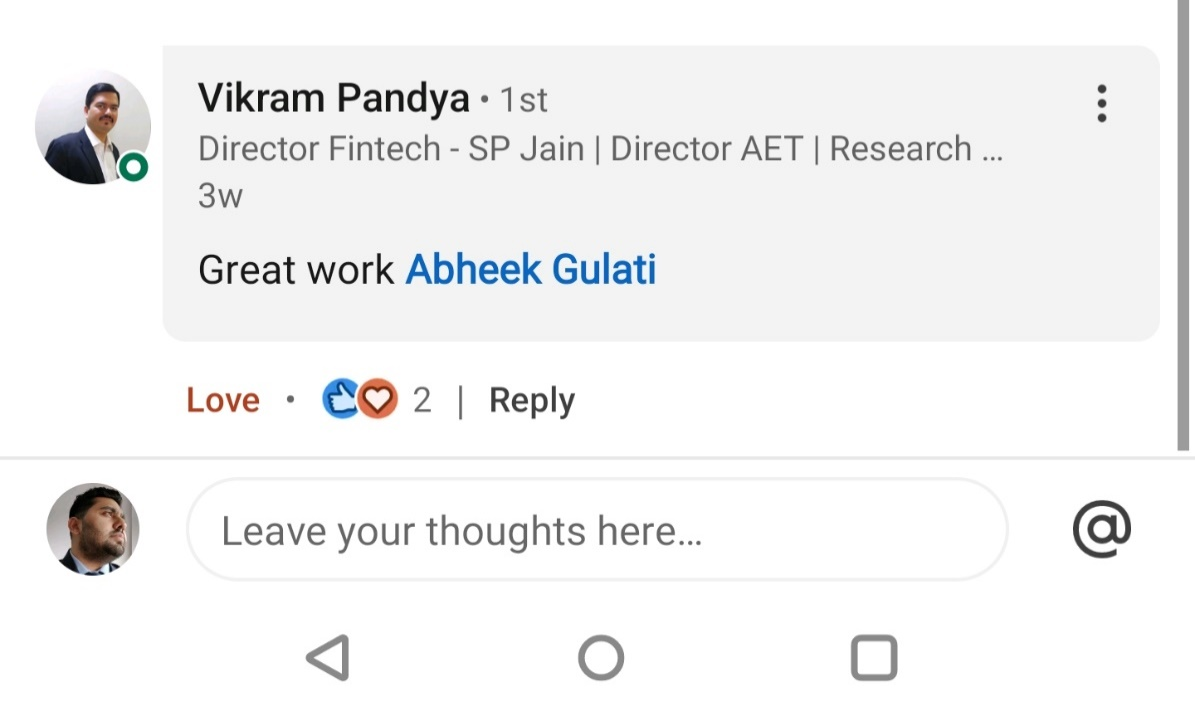 Vikram Pandya • 1st
Director Fintech - SP Jain | Director AET | Research ...
3w
Great work Abheek Gulati
Love • 2 | Reply
Leave your thoughts here...
@